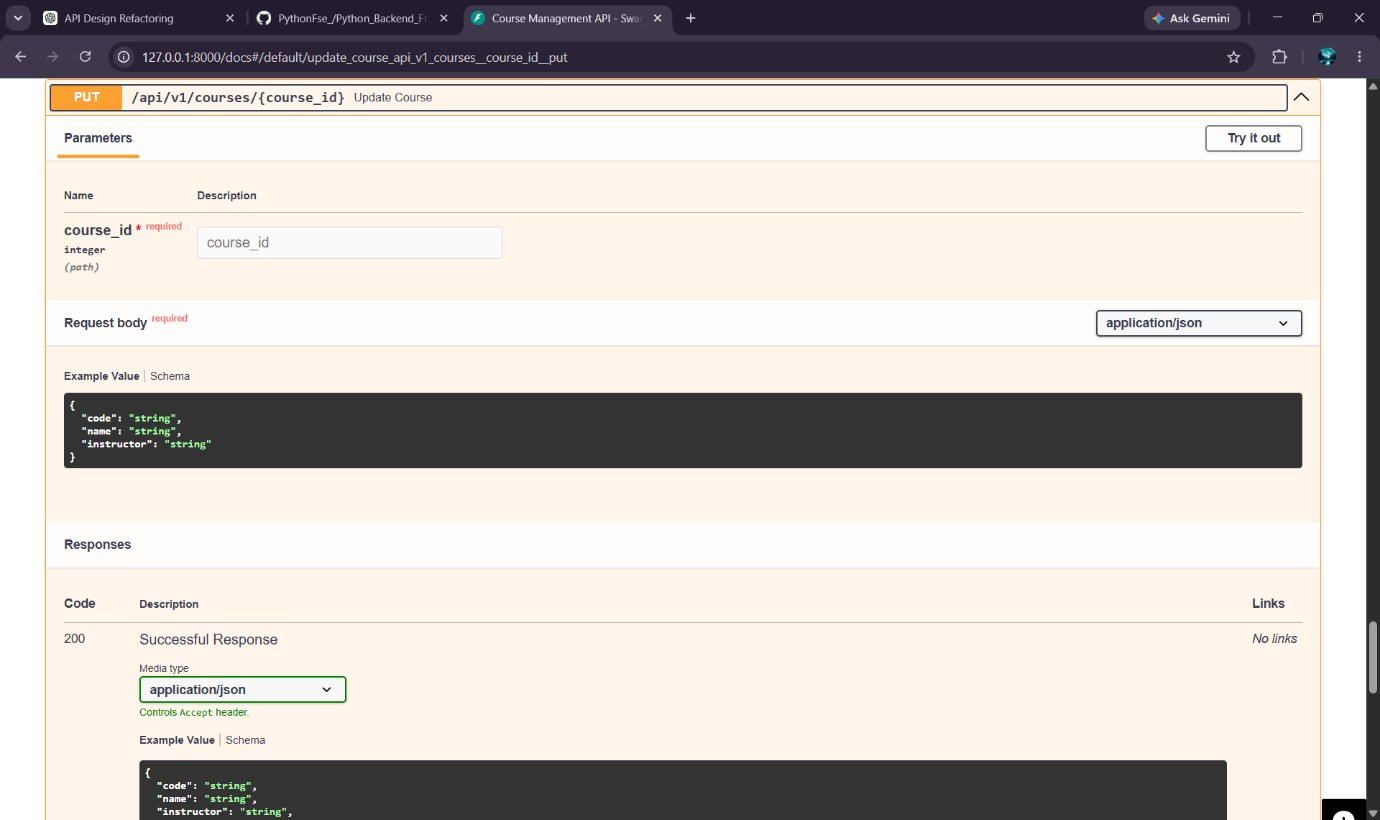 API Design Refactoring
PythonFse_/Python_Backend_Fr
Course Management API - Swa
Ask Gemini
127.0.0.1:8000/docs#/default/update_course_api_v1_courses__course_id__put
PUT /api/v1/courses/{course_id} Update Course
Parameters
Try it out
Name Description
course_id * required
integer
(path)
course_id
Request body required
application/json
Example Value | Schema
{
"code": "string",
"name": "string",
"instructor": "string"
}
Responses
Code Description Links
200 Successful Response No links
Media type
application/json
Controls Accept header.
Example Value | Schema
{
"code": "string",
"name": "string",
"instructor": "string",